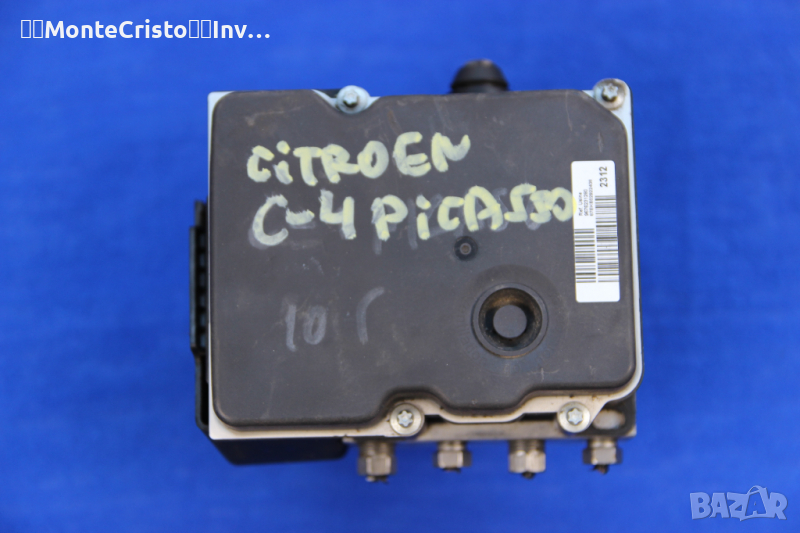 MonteCristo Inv...
CiTROEN
C-4 PiCASSO
10 Г
2312
BAZAR